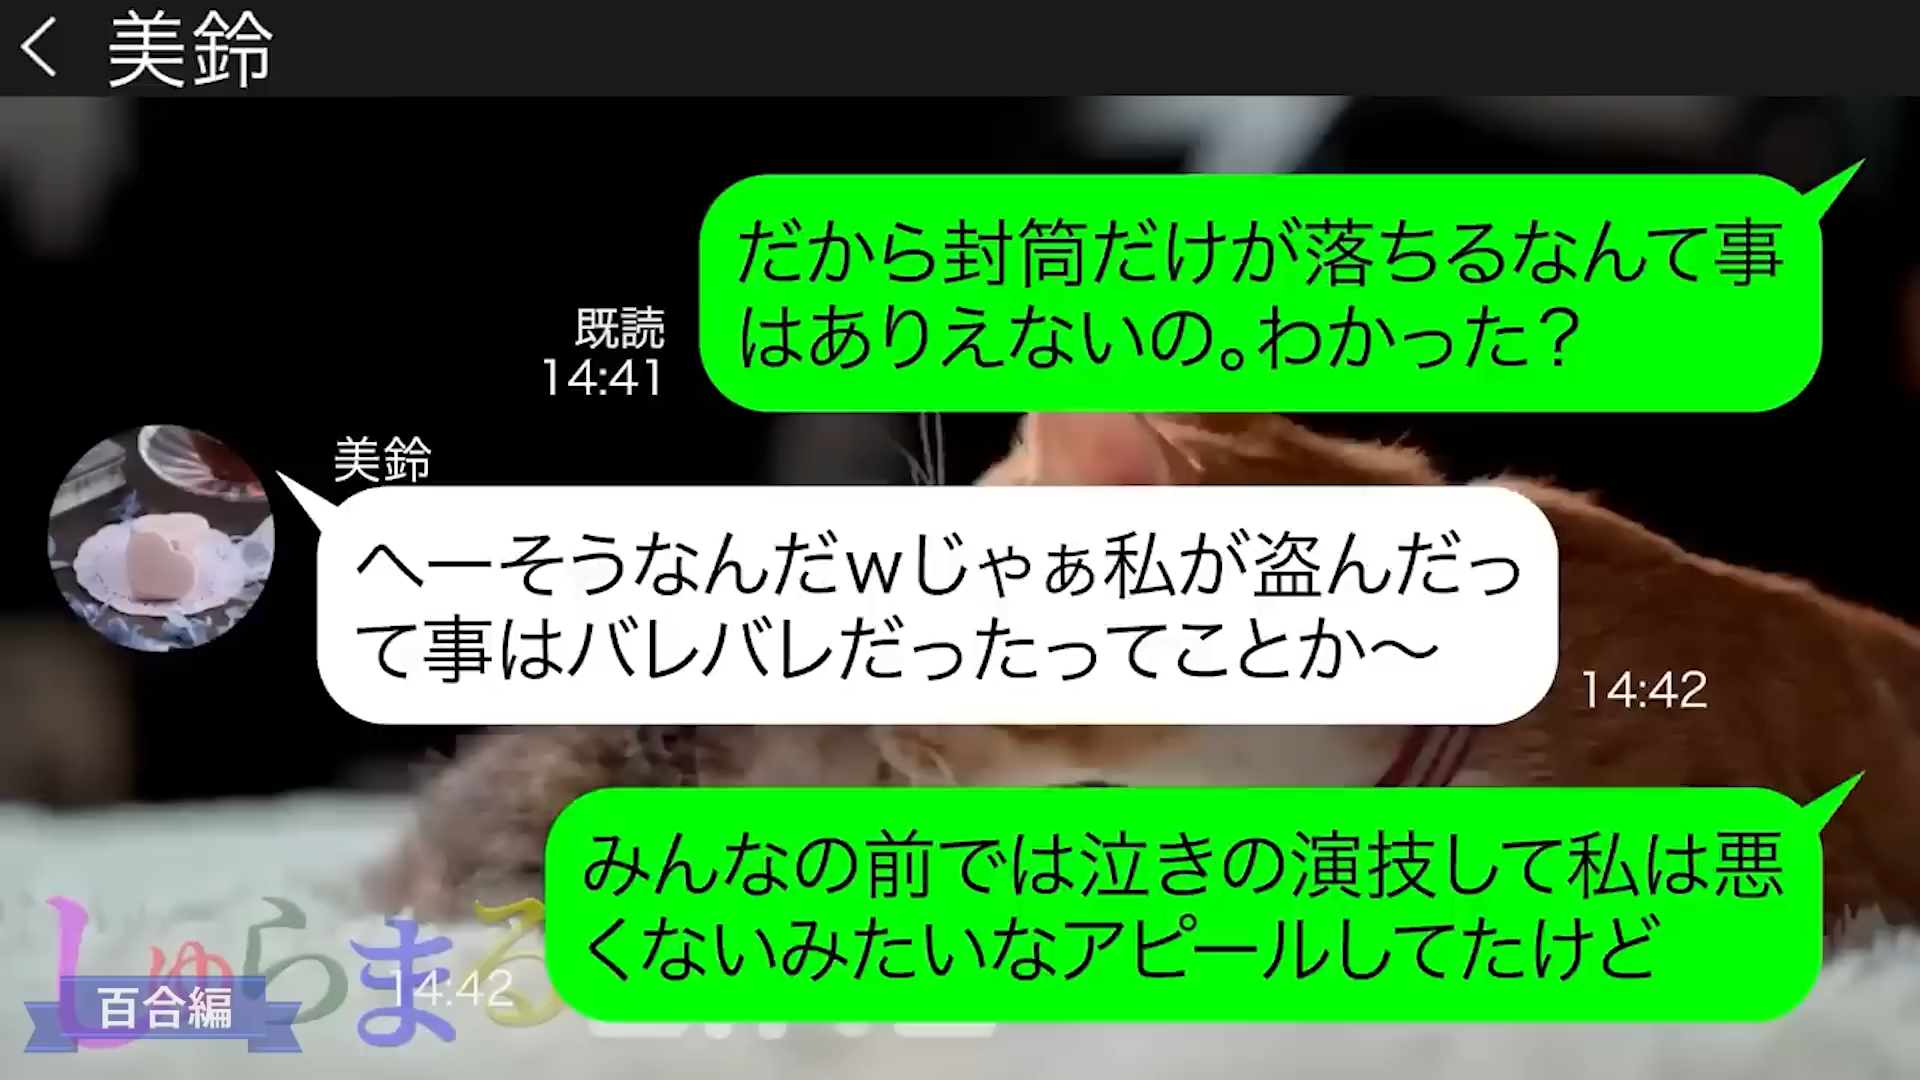 美鈴
だから封筒だけが落ちるなんて事
はありえないの。わかった？
既読
14:41
美鈴
へーそうなんだwじゃぁ私が盗んだっ
て事はバレバレだったってことか〜
14:42
みんなの前では泣きの演技して私は悪
くないみたいなアピールしてたけど
14:42
しゅらまる
百合編